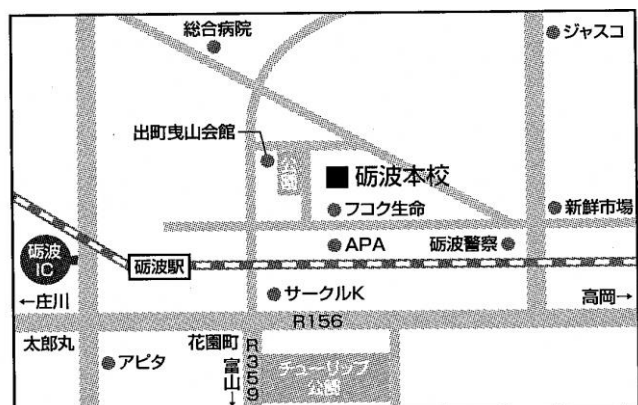 総合病院
ジャスコ
出町曳山会館
公園
砺波本校
フコク生命
新鮮市場
APA
砺波警察
砺波
IC
砺波駅
←庄川
サークルK
高岡→
R156
太郎丸
アピタ
花園町
富山→
R359
チューリップ
公園